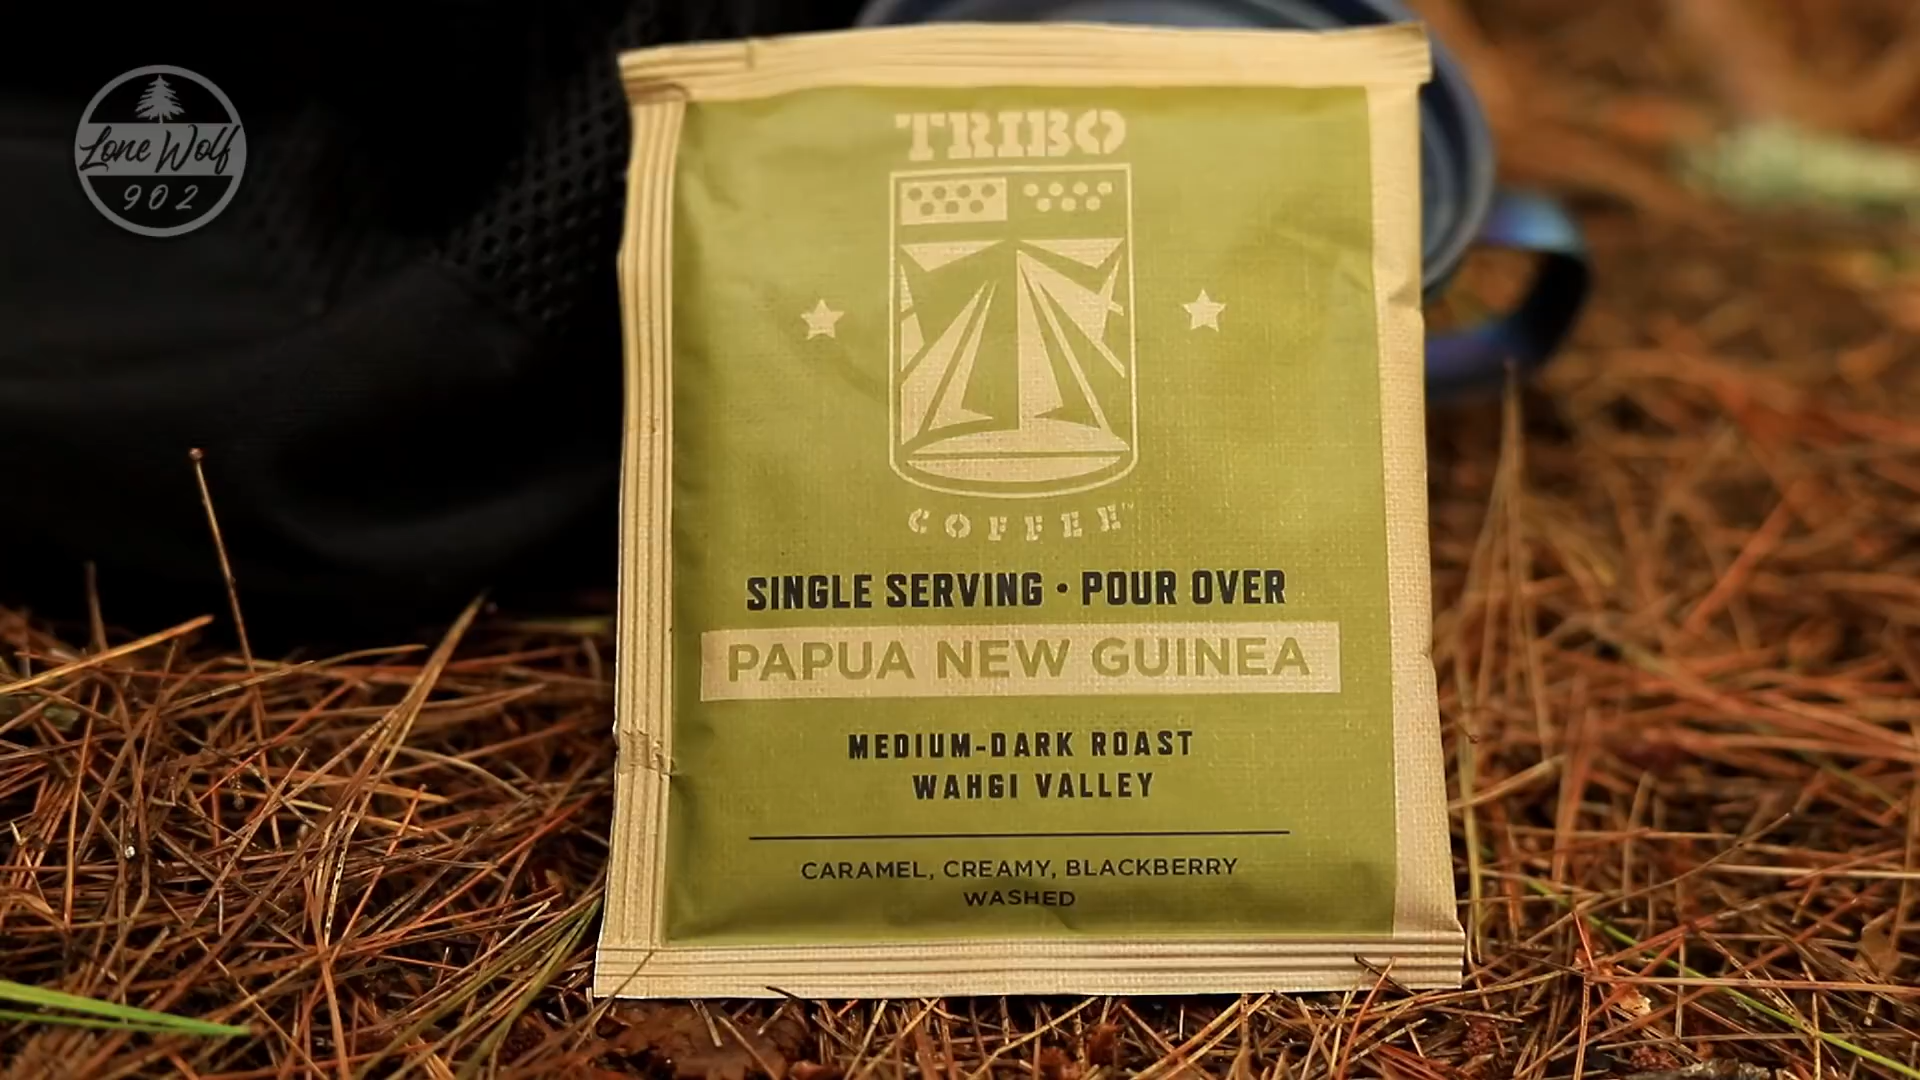 Lone Wolf
902
TRIBO
COFFEE™
SINGLE SERVING • POUR OVER
PAPUA NEW GUINEA
MEDIUM-DARK ROAST
WAHGI VALLEY
CARAMEL, CREAMY, BLACKBERRY
WASHED